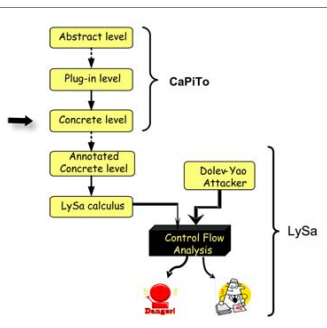 Abstract level
Plug-in level
CaPiTo
Concrete level
Annotated
Concrete level
Dolev-Yao
Attacker
LySa calculus
LySa
Control Flow
Analysis
Danger!